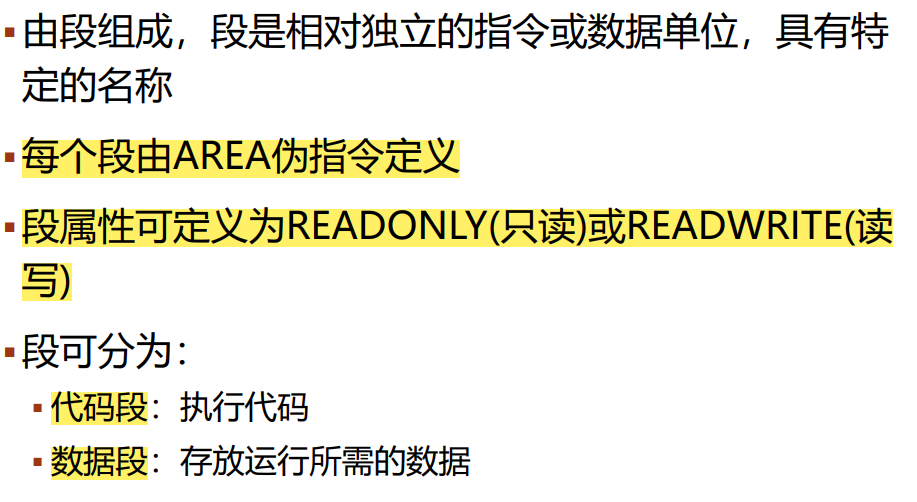 ▪由段组成，段是相对独立的指令或数据单位，具有特
定的名称
▪每个段由AREA伪指令定义
▪段属性可定义为READONLY(只读)或READWRITE(读
写)
▪段可分为：
▪代码段：执行代码
▪数据段：存放运行所需的数据